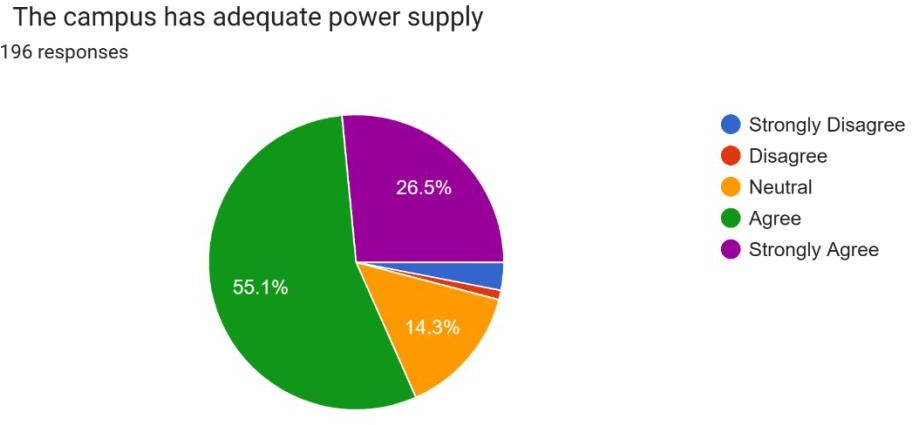 The campus has adequate power supply
196 responses
26.5%
55.1%
14.3%
Strongly Disagree
Disagree
Neutral
Agree
Strongly Agree